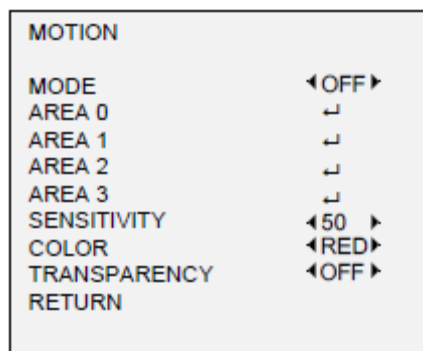 MOTION
MODE ◄OFF►
AREA 0 ↵
AREA 1 ↵
AREA 2 ↵
AREA 3 ↵
SENSITIVITY ◄50 ►
COLOR ◄RED►
TRANSPARENCY ◄OFF►
RETURN